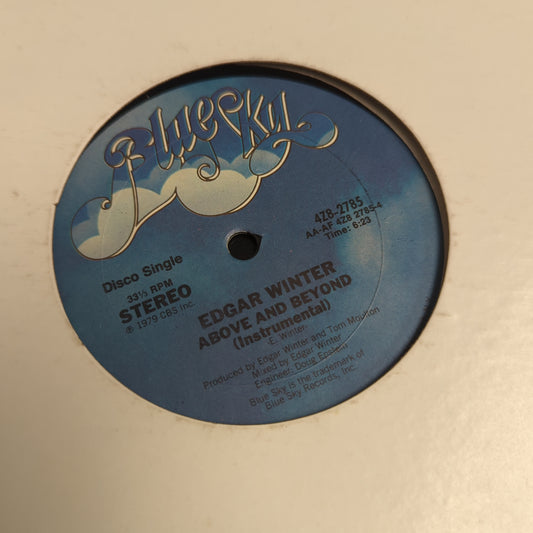 Blue Sky
4Z8-2785
AA-AF 4Z8 2785-4
Time: 6:23
Disco Single
33⅓ RPM
STEREO
℗ 1979 CBS Inc.
EDGAR WINTER
ABOVE AND BEYOND
(Instrumental)
-E. Winter-
Produced by Edgar Winter and Tom Moulton
Mixed by Edgar Winter
Engineer: Doug Epstein
Blue Sky is the trademark of
Blue Sky Records, Inc.